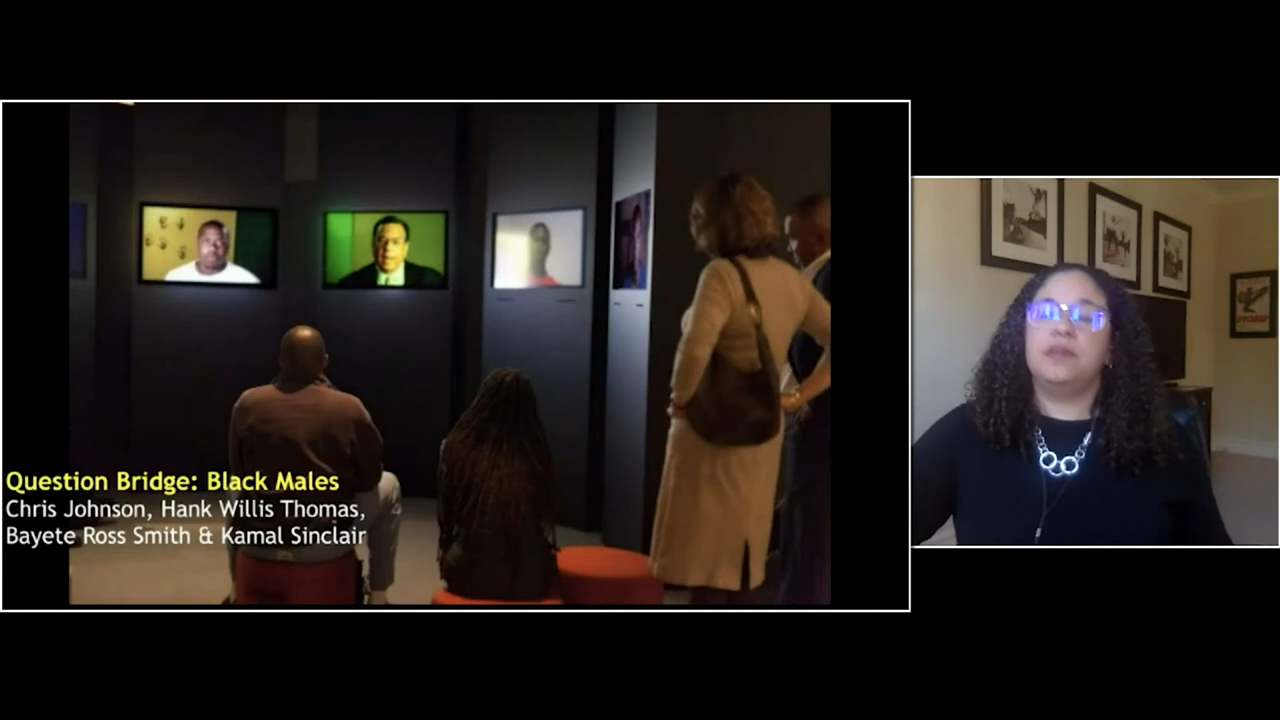 Question Bridge: Black Males
Chris Johnson, Hank Willis Thomas,
Bayete Ross Smith & Kamal Sinclair